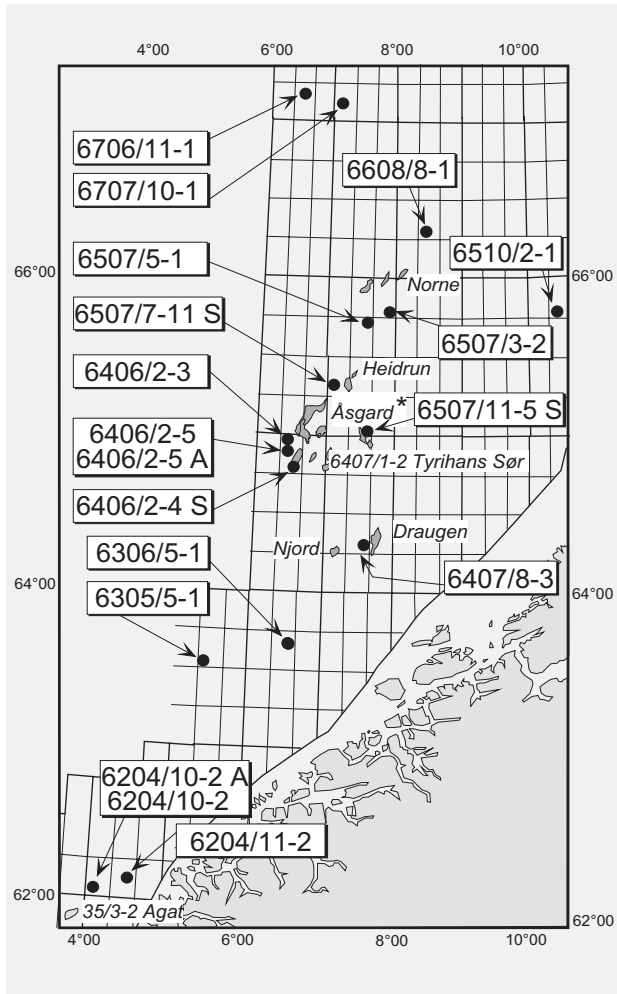 4°00 6°00 8°00 10°00
6706/11-1
6707/10-1
6608/8-1
66°00
6507/5-1
6510/2-1
66°00
Norne
6507/7-11 S
6507/3-2
6406/2-3
Heidrun
Åsgard*
6507/11-5 S
6406/2-5
6406/2-5 A
6407/1-2 Tyrihans Sør
6406/2-4 S
6306/5-1
Njord
Draugen
64°00
6407/8-3
64°00
6305/5-1
6204/10-2 A
6204/10-2
6204/11-2
62°00
35/3-2 Agat
62°00
4°00 6°00 8°00 10°00